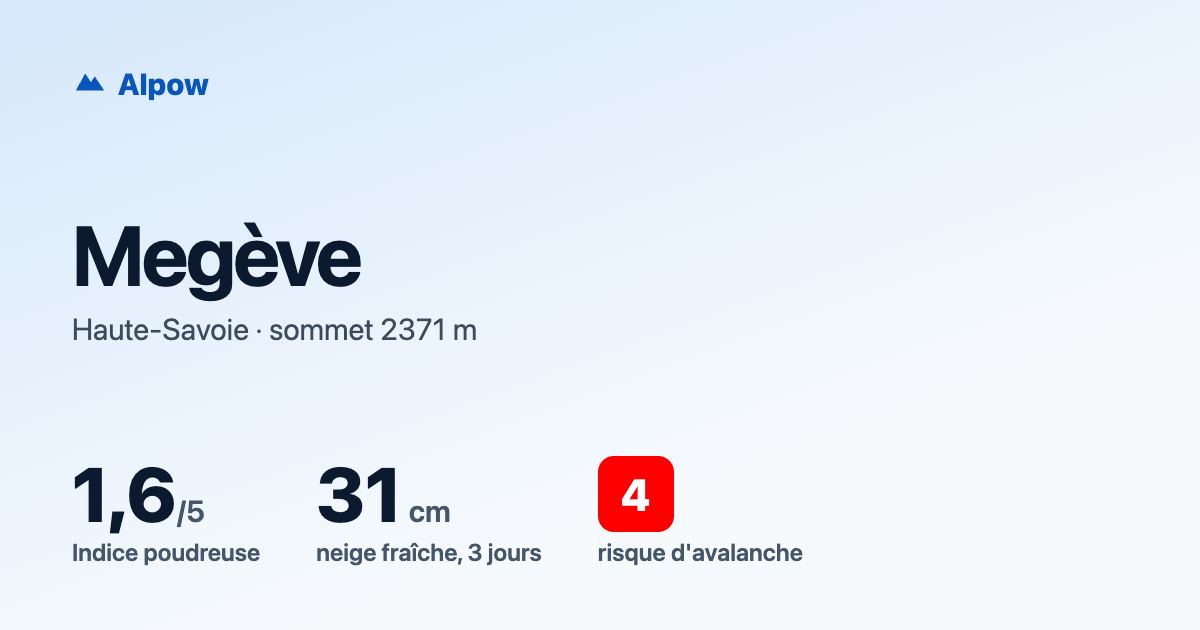 Alpow
Megève
Haute-Savoie · sommet 2371 m
1,6/5
Indice poudreuse
31 cm
neige fraîche, 3 jours
4
risque d'avalanche